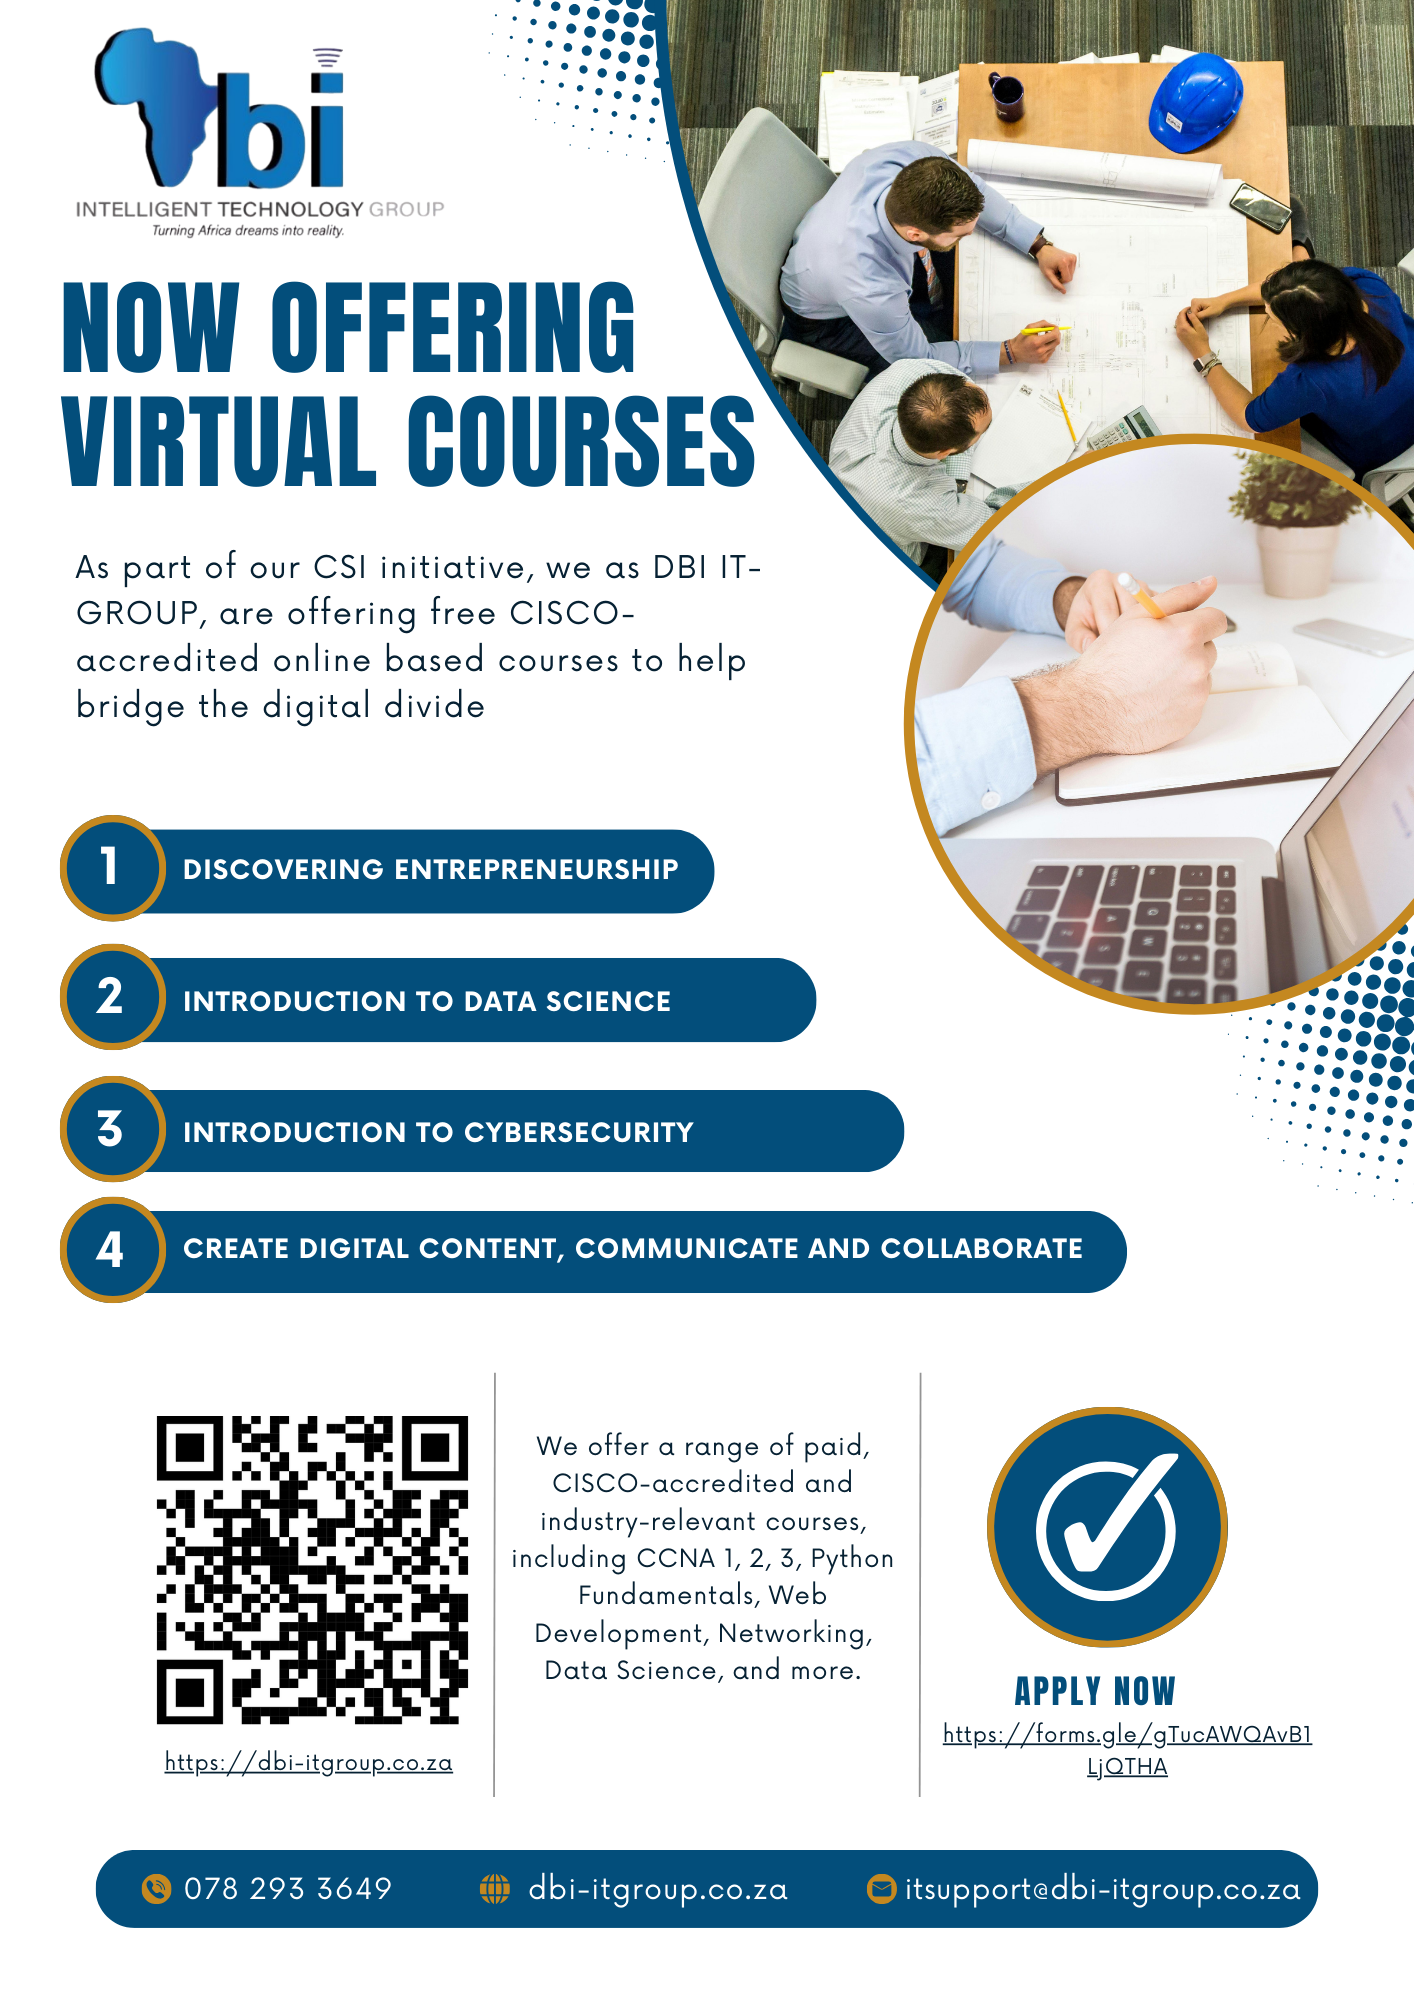 bi
INTELLIGENT TECHNOLOGY GROUP
Turning Africa dreams into reality.
NOW OFFERING
VIRTUAL COURSES
As part of our CSI initiative, we as DBI IT-
GROUP, are offering free CISCO-
accredited online based courses to help
bridge the digital divide
1 DISCOVERING ENTREPRENEURSHIP
2 INTRODUCTION TO DATA SCIENCE
3 INTRODUCTION TO CYBERSECURITY
4 CREATE DIGITAL CONTENT, COMMUNICATE AND COLLABORATE
https://dbi-itgroup.co.za
We offer a range of paid,
CISCO-accredited and
industry-relevant courses,
including CCNA 1, 2, 3, Python
Fundamentals, Web
Development, Networking,
Data Science, and more.
APPLY NOW
https://forms.gle/gTucAWQAvB1
LjQTHA
078 293 3649 dbi-itgroup.co.za itsupport@dbi-itgroup.co.za